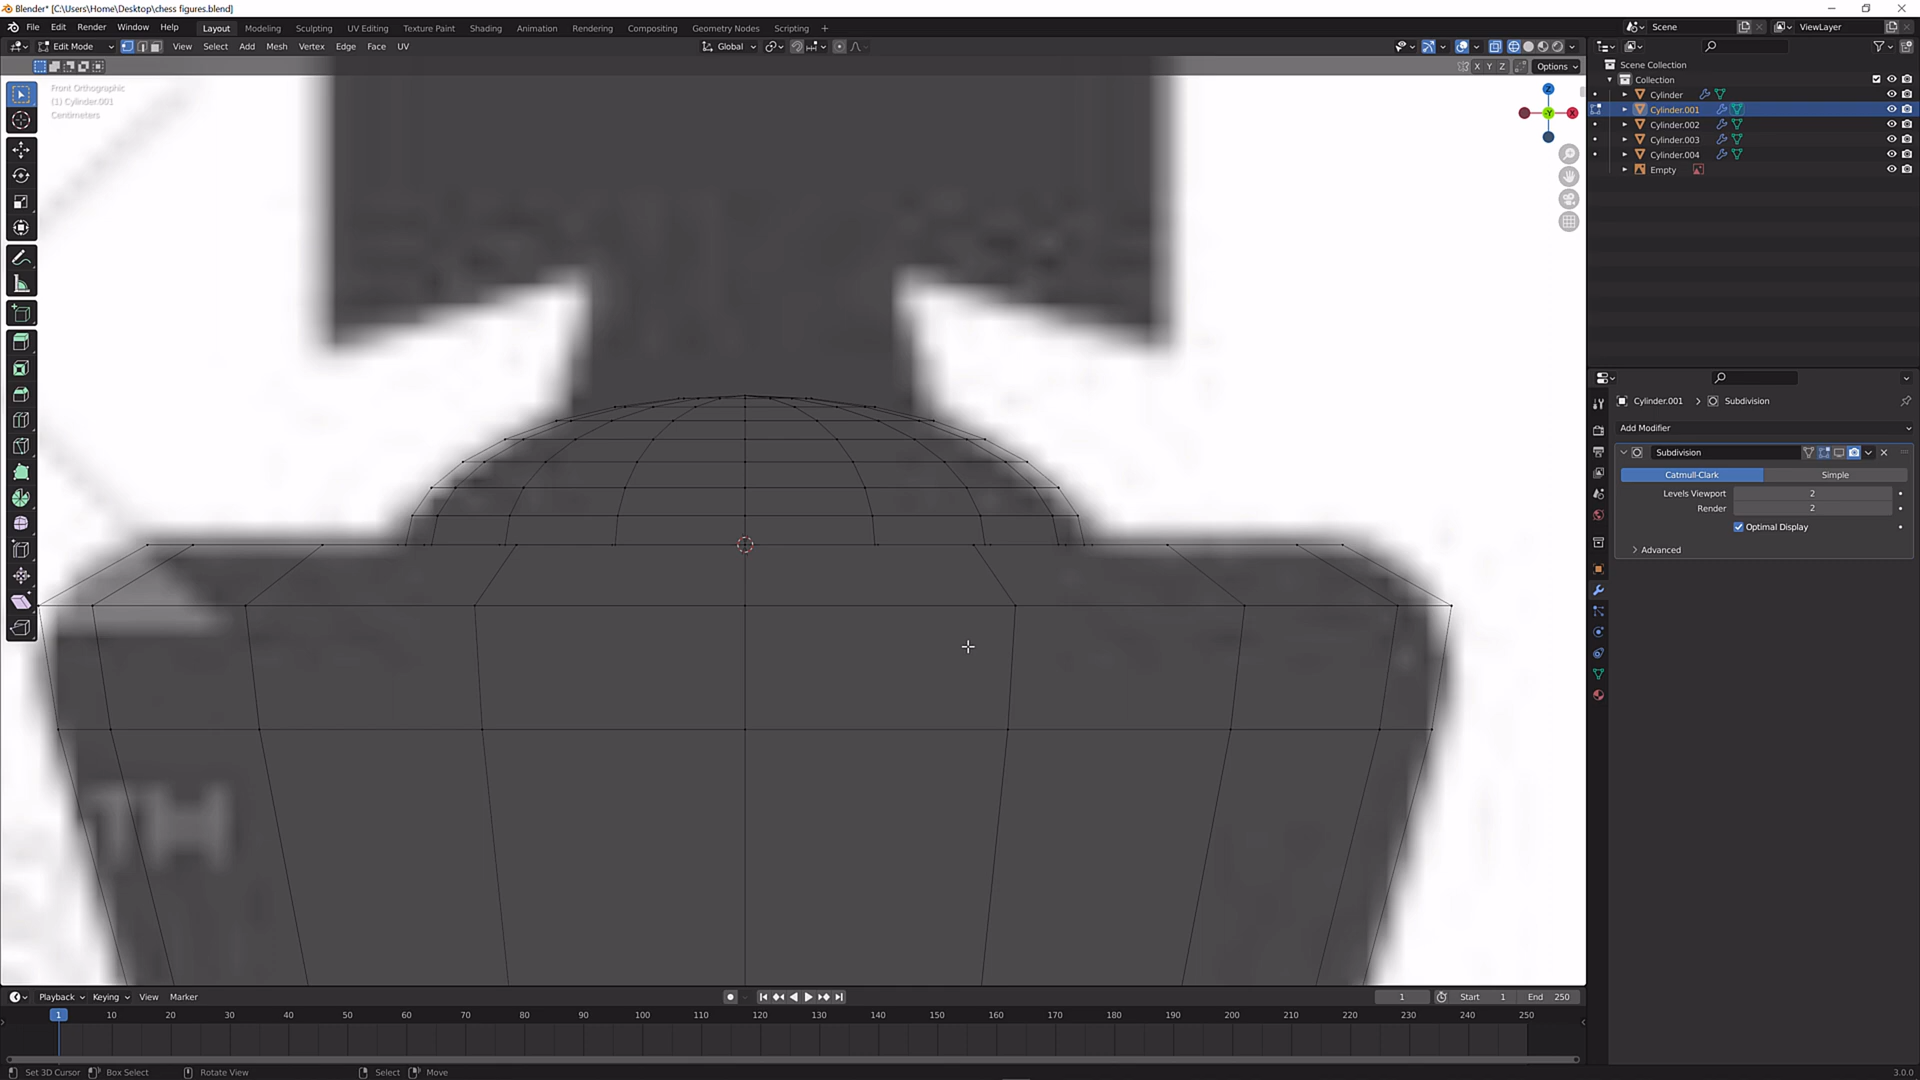 Blender* [C:\Users\Home\Desktop\chess figures.blend]
File Edit Render Window Help Layout Modeling Sculpting UV Editing Texture Paint Shading Animation Rendering Compositing Geometry Nodes Scripting + Scene ViewLayer
Edit Mode View Select Add Mesh Vertex Edge Face UV Global
X Y Z Options
Front Orthographic
(1) Cylinder.001
Centimeters
Z
Y
X
Scene Collection
Collection
Cylinder
Cylinder.001
Cylinder.002
Cylinder.003
Cylinder.004
Empty
Cylinder.001 > Subdivision
Add Modifier
Subdivision
Catmull-Clark Simple
Levels Viewport 2
Render 2
Optimal Display
Advanced
Playback Keying View Marker 1 Start 1 End 250
1 10 20 30 40 50 60 70 80 90 100 110 120 130 140 150 160 170 180 190 200 210 220 230 240 250
Set 3D Cursor Box Select Rotate View Select Move 3.0.0